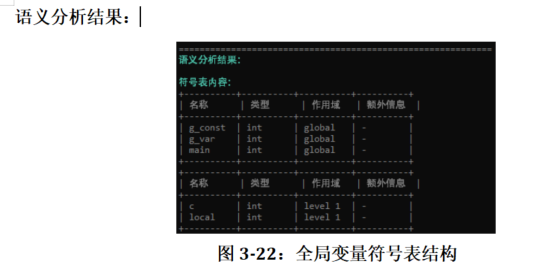 语义分析结果：
语义分析结果：
符号表内容：
| 名称 | 类型 | 作用域 | 额外信息 |
| g_const | int | global | - |
| g_var | int | global | - |
| main | int | global | - |
| 名称 | 类型 | 作用域 | 额外信息 |
| c | int | level 1 | - |
| local | int | level 1 | - |
图 3-22：全局变量符号表结构